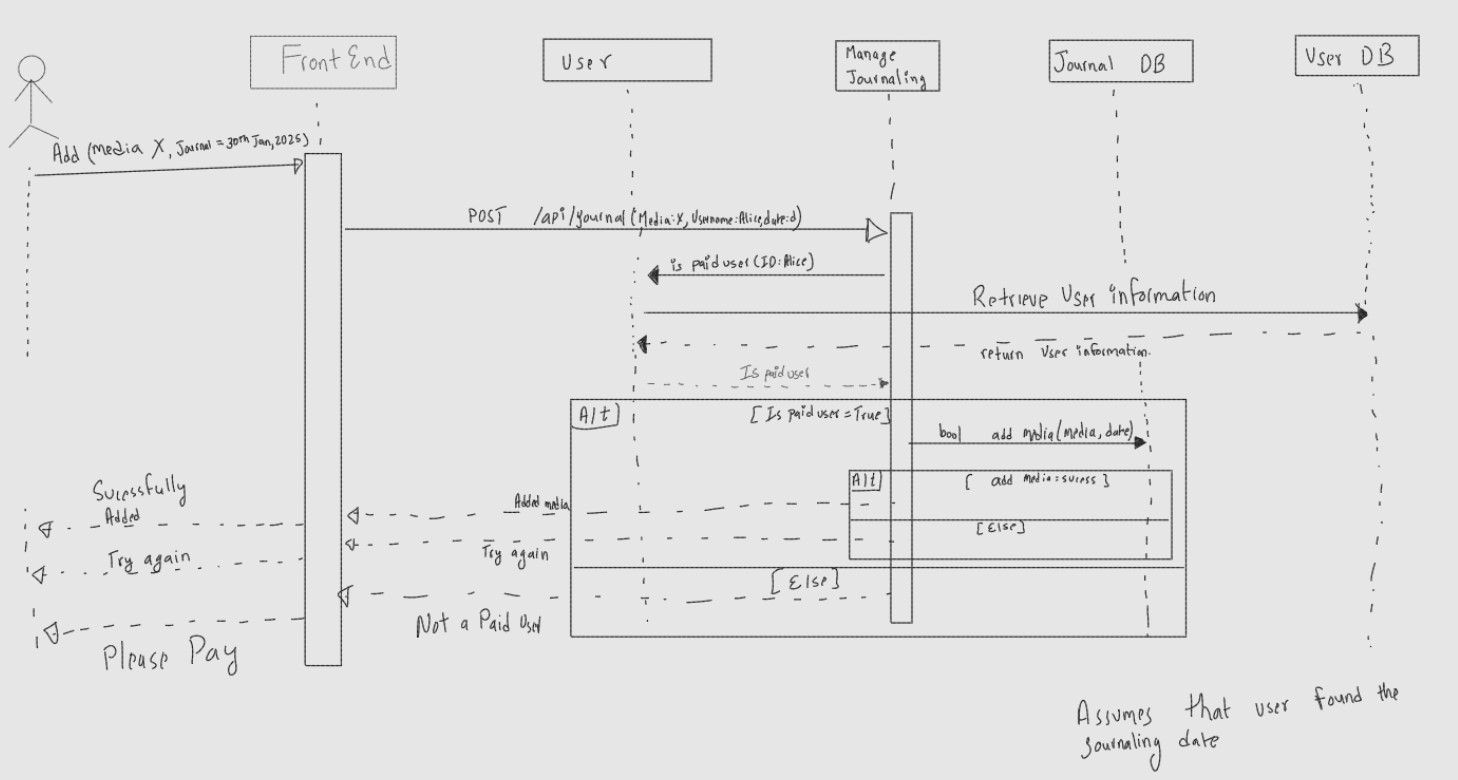 Front End
User
Manage
Journaling
Journal DB
User DB
Add (media X, Journal = 30th Jan, 2025)
POST /api/journal (Media:X, Username:Alice,date:d)
is paid user (ID:Alice)
Retrieve User information
return User information.
Is paid user
Alt
[Is paid user = True]
bool add media(media, date)
Alt
[ add media = sucess ]
Sucessfully
Added
Added media
[Else]
Try again
Try again
[Else]
Not a Paid User
Please Pay
Assumes that user found the
journaling date